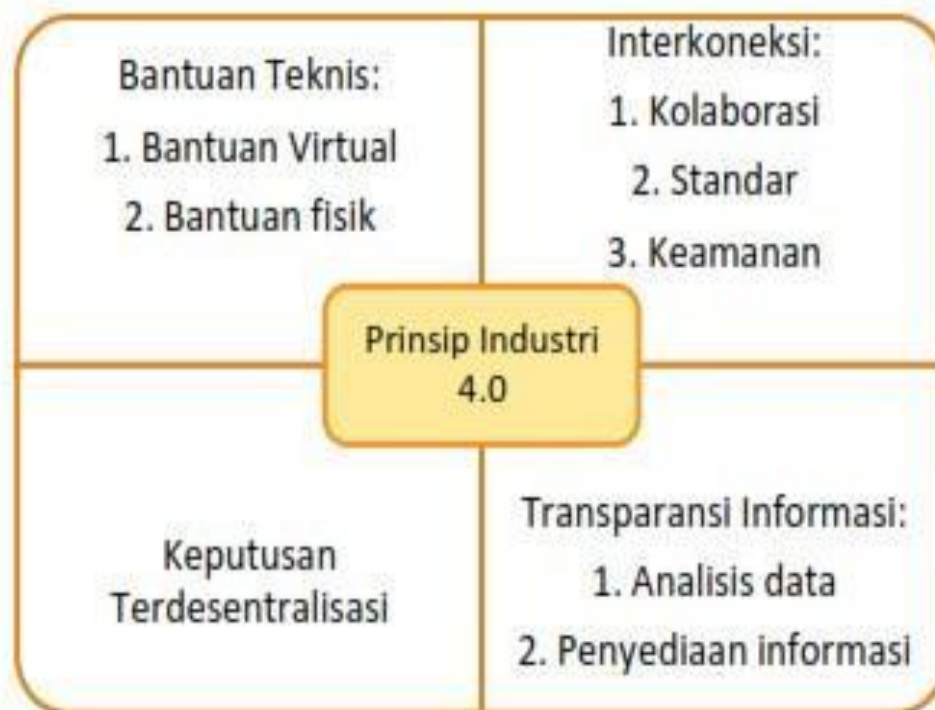 Bantuan Teknis:
1. Bantuan Virtual
2. Bantuan fisik
Interkoneksi:
1. Kolaborasi
2. Standar
3. Keamanan
Prinsip Industri
4.0
Keputusan
Terdesentralisasi
Transparansi Informasi:
1. Analisis data
2. Penyediaan informasi